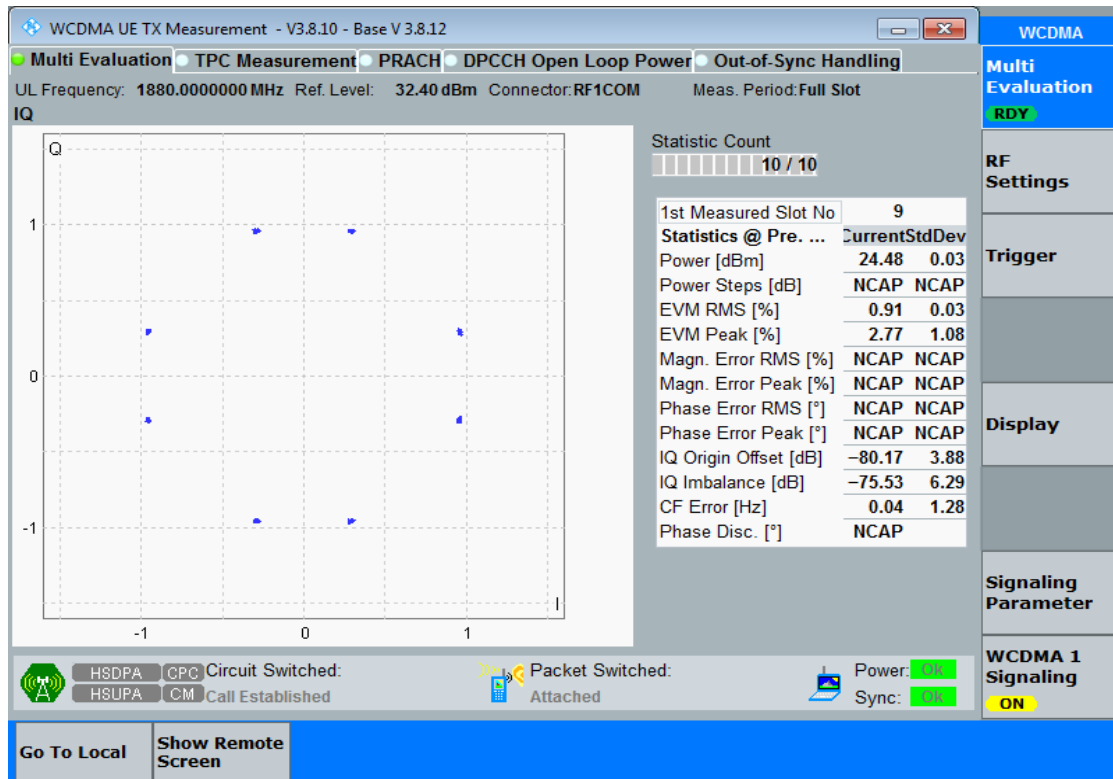 WCDMA UE TX Measurement - V3.8.10 - Base V 3.8.12
WCDMA
Multi Evaluation TPC Measurement PRACH DPCCH Open Loop Power Out-of-Sync Handling
Multi Evaluation
RDY
UL Frequency: 1880.0000000 MHz Ref. Level: 32.40 dBm Connector: RF1COM Meas. Period: Full Slot
IQ
Q
1
0
-1
-1 0 1
I
Statistic Count
10 / 10
1st Measured Slot No 9
Statistics @ Pre. ... Current StdDev
Power [dBm] 24.48 0.03
Power Steps [dB] NCAP NCAP
EVM RMS [%] 0.91 0.03
EVM Peak [%] 2.77 1.08
Magn. Error RMS [%] NCAP NCAP
Magn. Error Peak [%] NCAP NCAP
Phase Error RMS [°] NCAP NCAP
Phase Error Peak [°] NCAP NCAP
IQ Origin Offset [dB] −80.17 3.88
IQ Imbalance [dB] −75.53 6.29
CF Error [Hz] 0.04 1.28
Phase Disc. [°] NCAP
RF
Settings
Trigger
Display
Signaling
Parameter
WCDMA 1
Signaling
ON
HSDPA CPC Circuit Switched: Packet Switched: Power: Ok
HSUPA CM Call Established Attached Sync: Ok
Go To Local
Show Remote
Screen